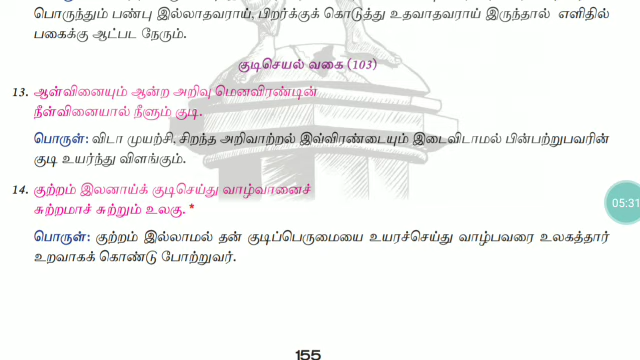 பொருந்தும் பண்பு இல்லாதவராய், பிறர்க்குக் கொடுத்து உதவாதவராய் இருந்தால் எளிதில்
பகைக்கு ஆட்பட நேரும்.
குடிசெயல் வகை (103)
13. ஆள்வினையும் ஆன்ற அறிவு மெனவிரண்டின்
நீள்வினையால் நீளும் குடி.
பொருள்: விடா முயற்சி, சிறந்த அறிவாற்றல் இவ்விரண்டையும் இடைவிடாமல் பின்பற்றுபவரின்
குடி உயர்ந்து விளங்கும்.
14. குற்றம் இலனாய்க் குடிசெய்து வாழ்வானைச்
சுற்றமாச் சுற்றும் உலகு. *
பொருள்: குற்றம் இல்லாமல் தன் குடிப்பெருமையை உயரச்செய்து வாழ்பவரை உலகத்தார்
உறவாகக் கொண்டு போற்றுவர்.
05:31
155